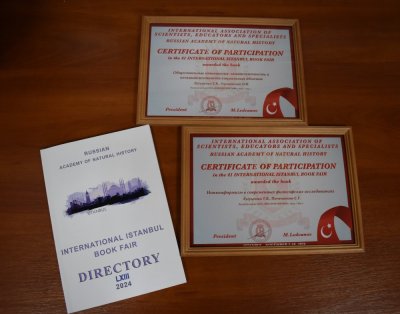 INTERNATIONAL ASSOCIATION OF
SCIENTISTS, EDUCATORS AND SPECIALISTS
RUSSIAN ACADEMY OF NATURAL HISTORY
CERTIFICATE OF PARTICIPATION
in the 41 INTERNATIONAL ISTANBUL BOOK FAIR
awarded the book
President
M.Ledvanov
INTERNATIONAL ASSOCIATION OF
SCIENTISTS, EDUCATORS AND SPECIALISTS
RUSSIAN ACADEMY OF NATURAL HISTORY
CERTIFICATE OF PARTICIPATION
in the 41 INTERNATIONAL ISTANBUL BOOK FAIR
awarded the book
President
M.Ledvanov
RUSSIAN
ACADEMY OF NATURAL HISTORY
ISTANBUL
INTERNATIONAL ISTANBUL
BOOK FAIR
DIRECTORY
LXIII
2024